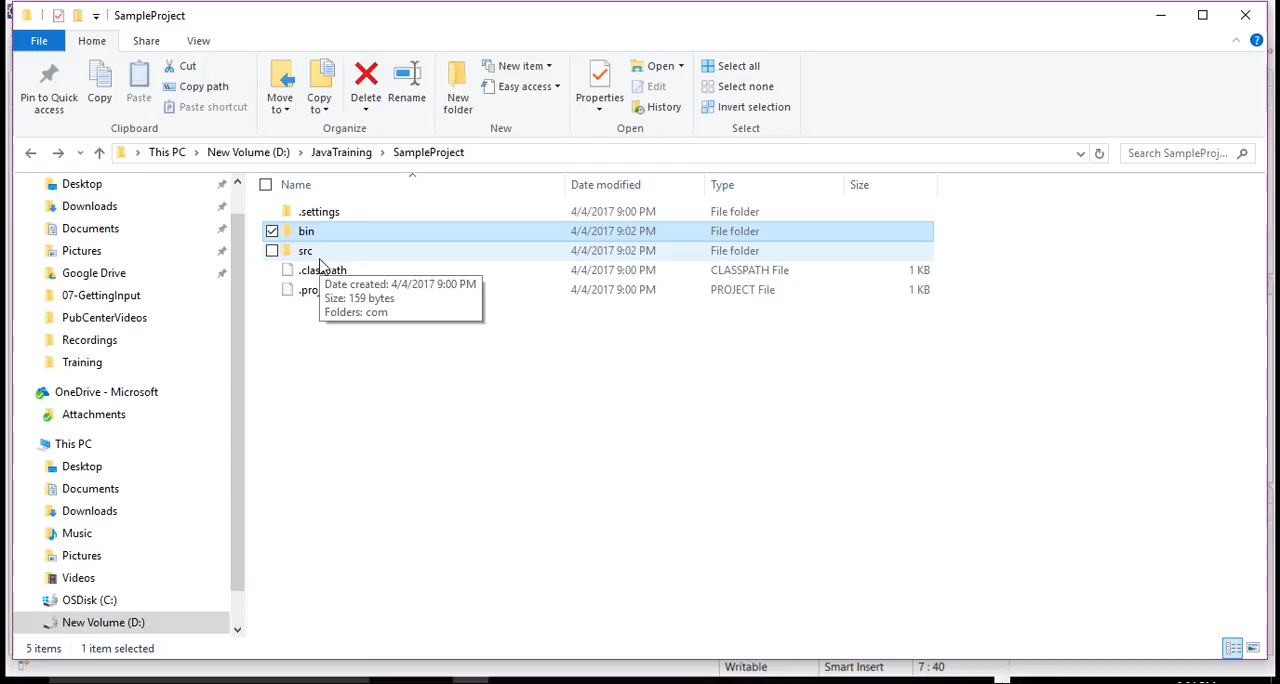 SampleProject
File Home Share View
Pin to Quick access
Copy
Paste
Cut
Copy path
Paste shortcut
Clipboard
Move to
Copy to
Delete
Rename
Organize
New folder
New item
Easy access
New
Properties
Open
Edit
History
Open
Select all
Select none
Invert selection
Select
This PC > New Volume (D:) > JavaTraining > SampleProject
Search SampleProj...
Desktop
Downloads
Documents
Pictures
Google Drive
07-GettingInput
PubCenterVideos
Recordings
Training
OneDrive - Microsoft
Attachments
This PC
Desktop
Documents
Downloads
Music
Pictures
Videos
OSDisk (C:)
New Volume (D:)
Name Date modified Type Size
.settings 4/4/2017 9:00 PM File folder
bin 4/4/2017 9:02 PM File folder
src 4/4/2017 9:02 PM File folder
.classpath 4/4/2017 9:00 PM CLASSPATH File 1 KB
.proj 4/4/2017 9:00 PM PROJECT File 1 KB
Date created: 4/4/2017 9:00 PM
Size: 159 bytes
Folders: com
5 items 1 item selected
Writable Smart Insert 7 : 40